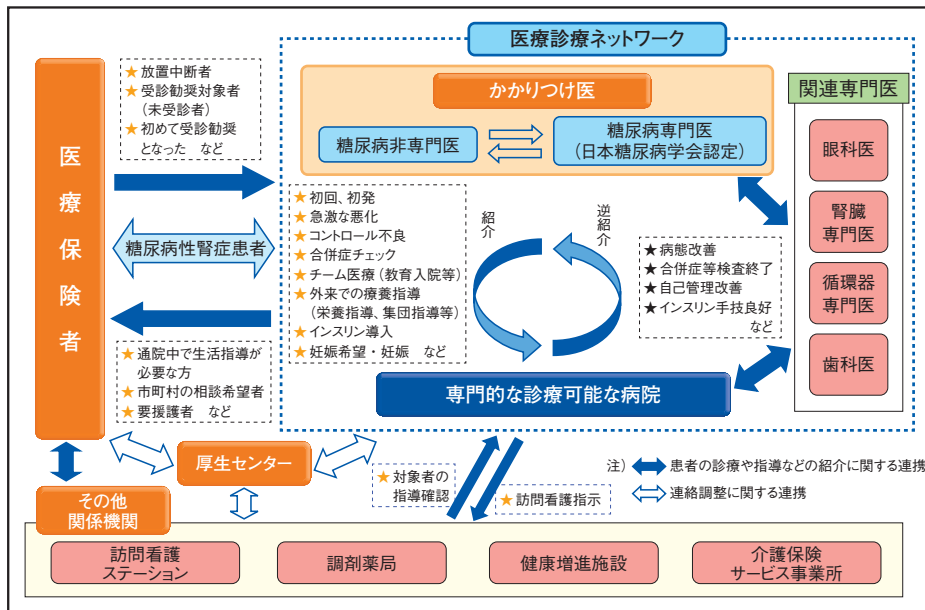 医療診療ネットワーク
医療保険者
★放置中断者
★受診勧奨対象者
(未受診者)
★初めて受診勧奨
となった など
糖尿病性腎症患者
★通院中で生活指導が
必要な方
★市町村の相談希望者
★要援護者 など
かかりつけ医
糖尿病非専門医
糖尿病専門医
(日本糖尿病学会認定)
★初回、初発
★急激な悪化
★コントロール不良
★合併症チェック
★チーム医療(教育入院等)
★外来での療養指導
(栄養指導、集団指導等)
★インスリン導入
★妊娠希望・妊娠 など
紹介
逆紹介
★病態改善
★合併症等検査終了
★自己管理改善
★インスリン手技良好
など
専門的な診療可能な病院
関連専門医
眼科医
腎臓
専門医
循環器
専門医
歯科医
厚生センター
その他
関係機関
★対象者の
指導確認
★訪問看護指示
注) 患者の診療や指導などの紹介に関する連携
連絡調整に関する連携
訪問看護
ステーション
調剤薬局
健康増進施設
介護保険
サービス事業所